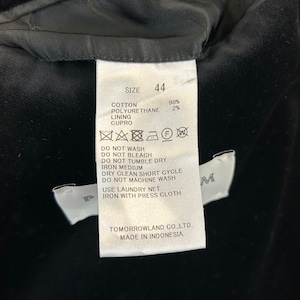 SIZE 44
COTTON 98%
POLYURETHANE 2%
LINING
CUPRO
DO NOT WASH
DO NOT BLEACH
DO NOT TUMBLE DRY
IRON MEDIUM
DRY CLEAN SHORT CYCLE
DO NOT MACHINE WASH
USE LAUNDRY NET.
IRON WITH PRESS CLOTH
TOMORROWLAND CO.,LTD.
MADE IN INDONESIA